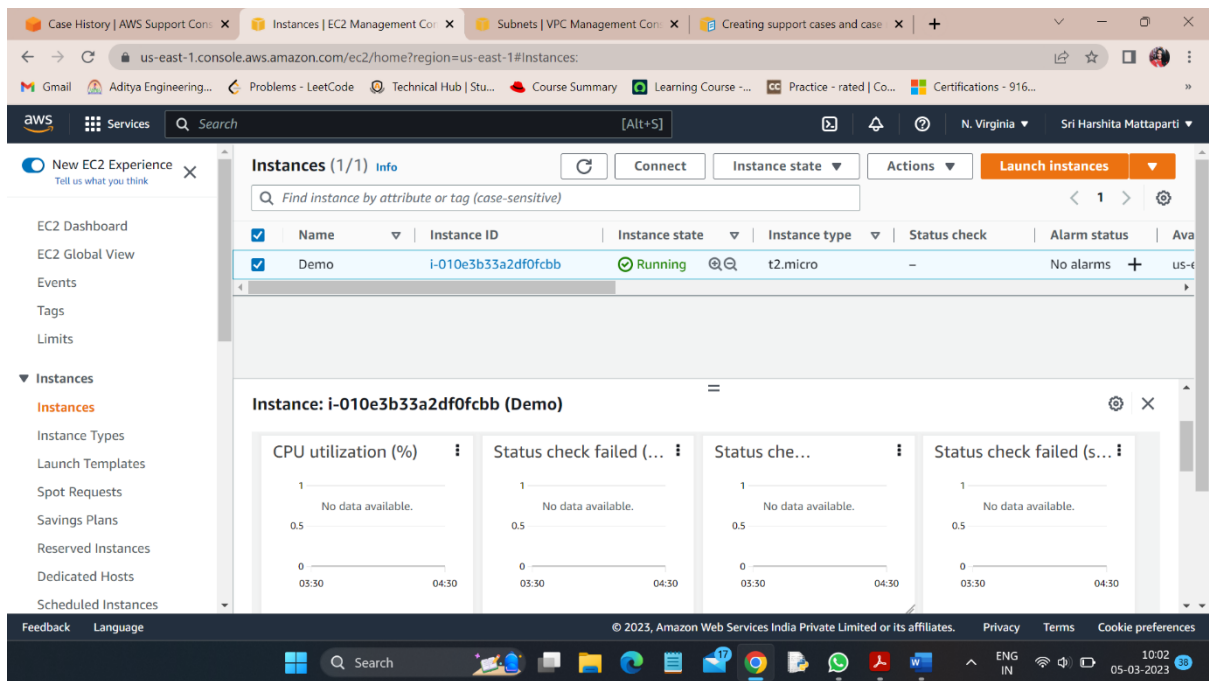 Case History | AWS Support Cons
Instances | EC2 Management Con
Subnets | VPC Management Cons
Creating support cases and case
us-east-1.console.aws.amazon.com/ec2/home?region=us-east-1#Instances:
Gmail Aditya Engineering... Problems - LeetCode Technical Hub | Stu... Course Summary Learning Course -... CC Practice - rated | Co... Certifications - 916... »
aws Services Search [Alt+S] N. Virginia ▼ Sri Harshita Mattaparti ▼
New EC2 Experience
Tell us what you think
EC2 Dashboard
EC2 Global View
Events
Tags
Limits
Instances
Instances
Instance Types
Launch Templates
Spot Requests
Savings Plans
Reserved Instances
Dedicated Hosts
Scheduled Instances
Instances (1/1) Info Connect Instance state ▼ Actions ▼ Launch instances ▼
Find instance by attribute or tag (case-sensitive) < 1 >
Name Instance ID Instance state Instance type Status check Alarm status Ava
Demo i-010e3b33a2df0fcbb Running t2.micro – No alarms + us-e
Instance: i-010e3b33a2df0fcbb (Demo)
CPU utilization (%)
1
No data available.
0.5
0
03:30 04:30
Status check failed (...
1
No data available.
0.5
0
03:30 04:30
Status che...
1
No data available.
0.5
0
03:30 04:30
Status check failed (s...
1
No data available.
0.5
0
03:30 04:30
Feedback Language © 2023, Amazon Web Services India Private Limited or its affiliates. Privacy Terms Cookie preferences
Search 17 ENG 10:02
IN 05-03-2023 38